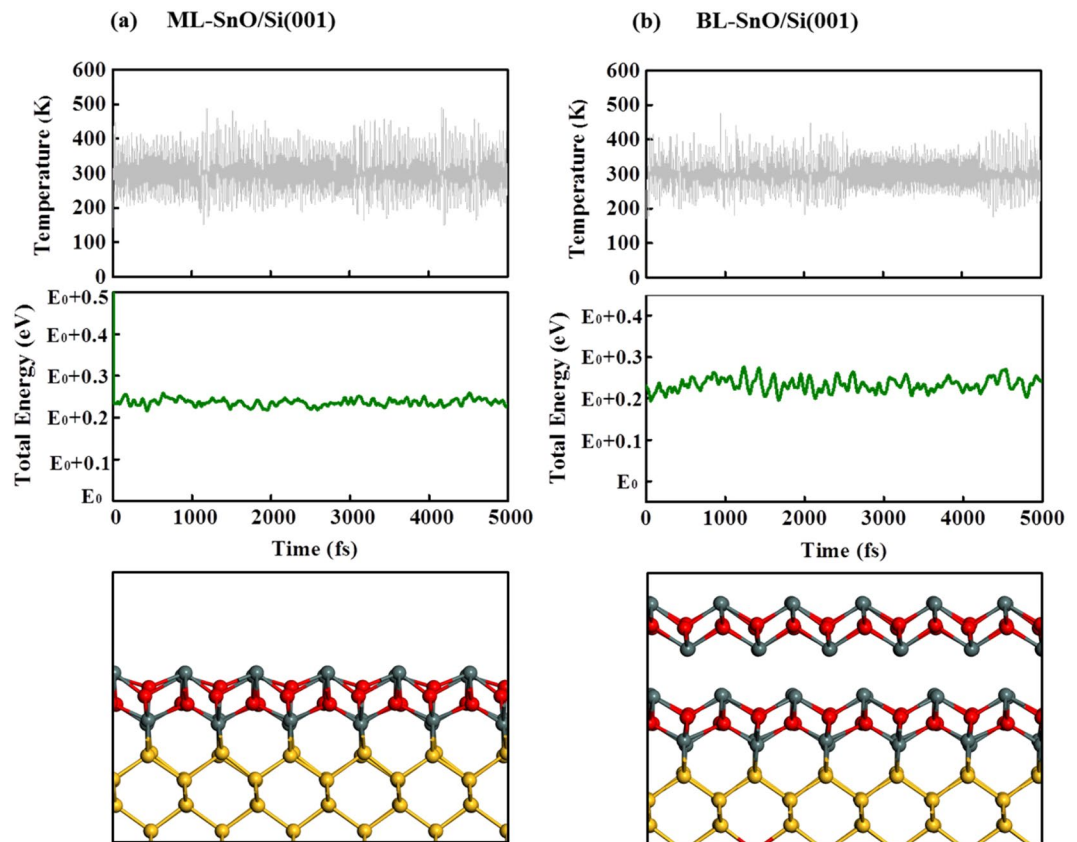 (a) ML-SnO/Si(001)
600
500
400
300
200
100
0
Temperature (K)
E₀+0.5
E₀+0.4
E₀+0.3
E₀+0.2
E₀+0.1
E₀
Total Energy (eV)
0 1000 2000 3000 4000 5000
Time (fs)
(b) BL-SnO/Si(001)
600
500
400
300
200
100
0
Temperature (K)
E₀+0.4
E₀+0.3
E₀+0.2
E₀+0.1
E₀
Total Energy (eV)
0 1000 2000 3000 4000 5000
Time (fs)